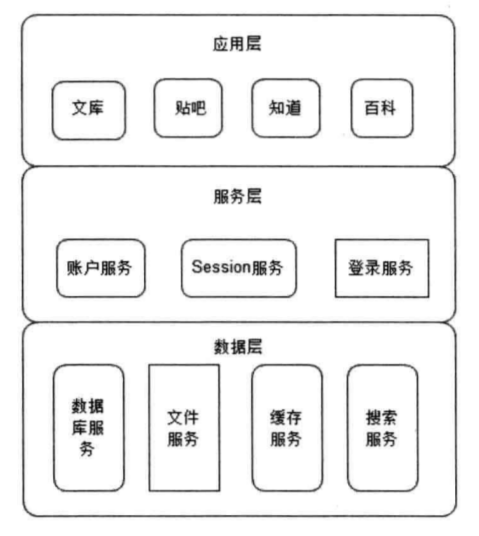 应用层
文库
贴吧
知道
百科
服务层
账户服务
Session服务
登录服务
数据层
数据
库服
务
文件
服务
缓存
服务
搜索
服务